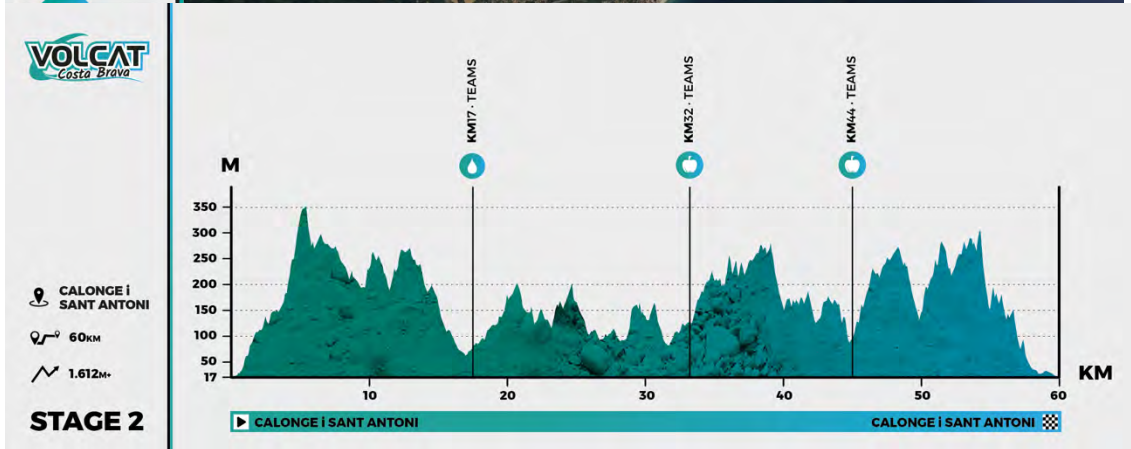 VOLCAT
Costa Brava
CALONGE i
SANT ANTONI
60KM
1.612M+
STAGE 2
KM17 · TEAMS
KM32 · TEAMS
KM44 · TEAMS
M
350
300
250
200
150
100
50
17
10
20
30
40
50
60
KM
CALONGE i SANT ANTONI
CALONGE i SANT ANTONI